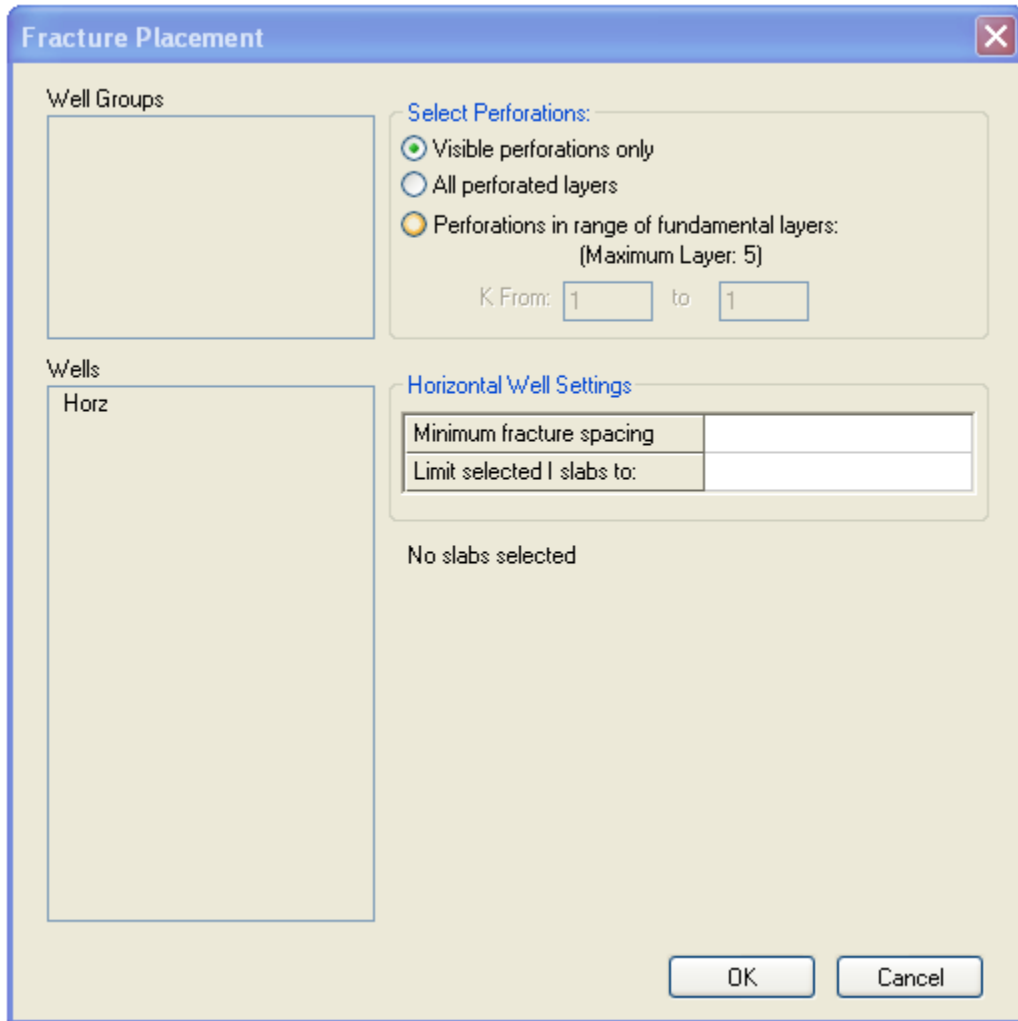 Fracture Placement
Well Groups
Select Perforations:
Visible perforations only
All perforated layers
Perforations in range of fundamental layers:
(Maximum Layer: 5)
K From: 1 to 1
Wells
Horz
Horizontal Well Settings
Minimum fracture spacing
Limit selected I slabs to:
No slabs selected
OK Cancel